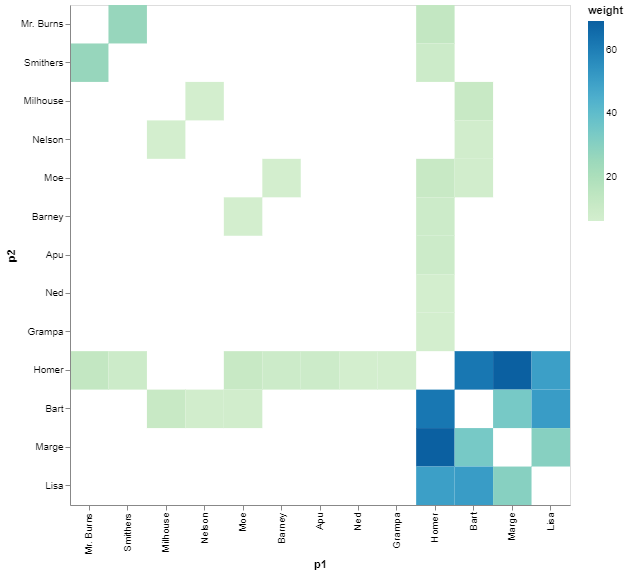 weight
60
40
20
p2
Mr. Burns
Smithers
Milhouse
Nelson
Moe
Barney
Apu
Ned
Grampa
Homer
Bart
Marge
Lisa
Mr. Burns
Smithers
Milhouse
Nelson
Moe
Barney
Apu
Ned
Grampa
Homer
Bart
Marge
Lisa
p1